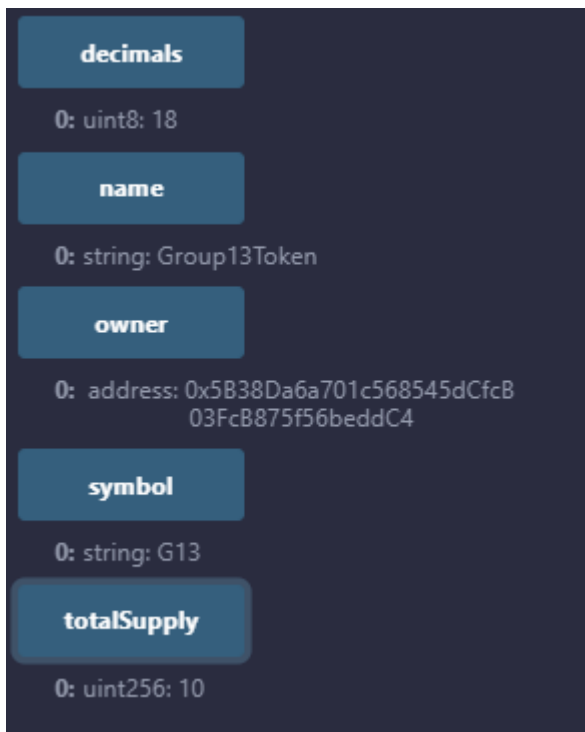 decimals
0: uint8: 18
name
0: string: Group13Token
owner
0: address: 0x5B38Da6a701c568545dCfcB
03FcB875f56beddC4
symbol
0: string: G13
totalSupply
0: uint256: 10